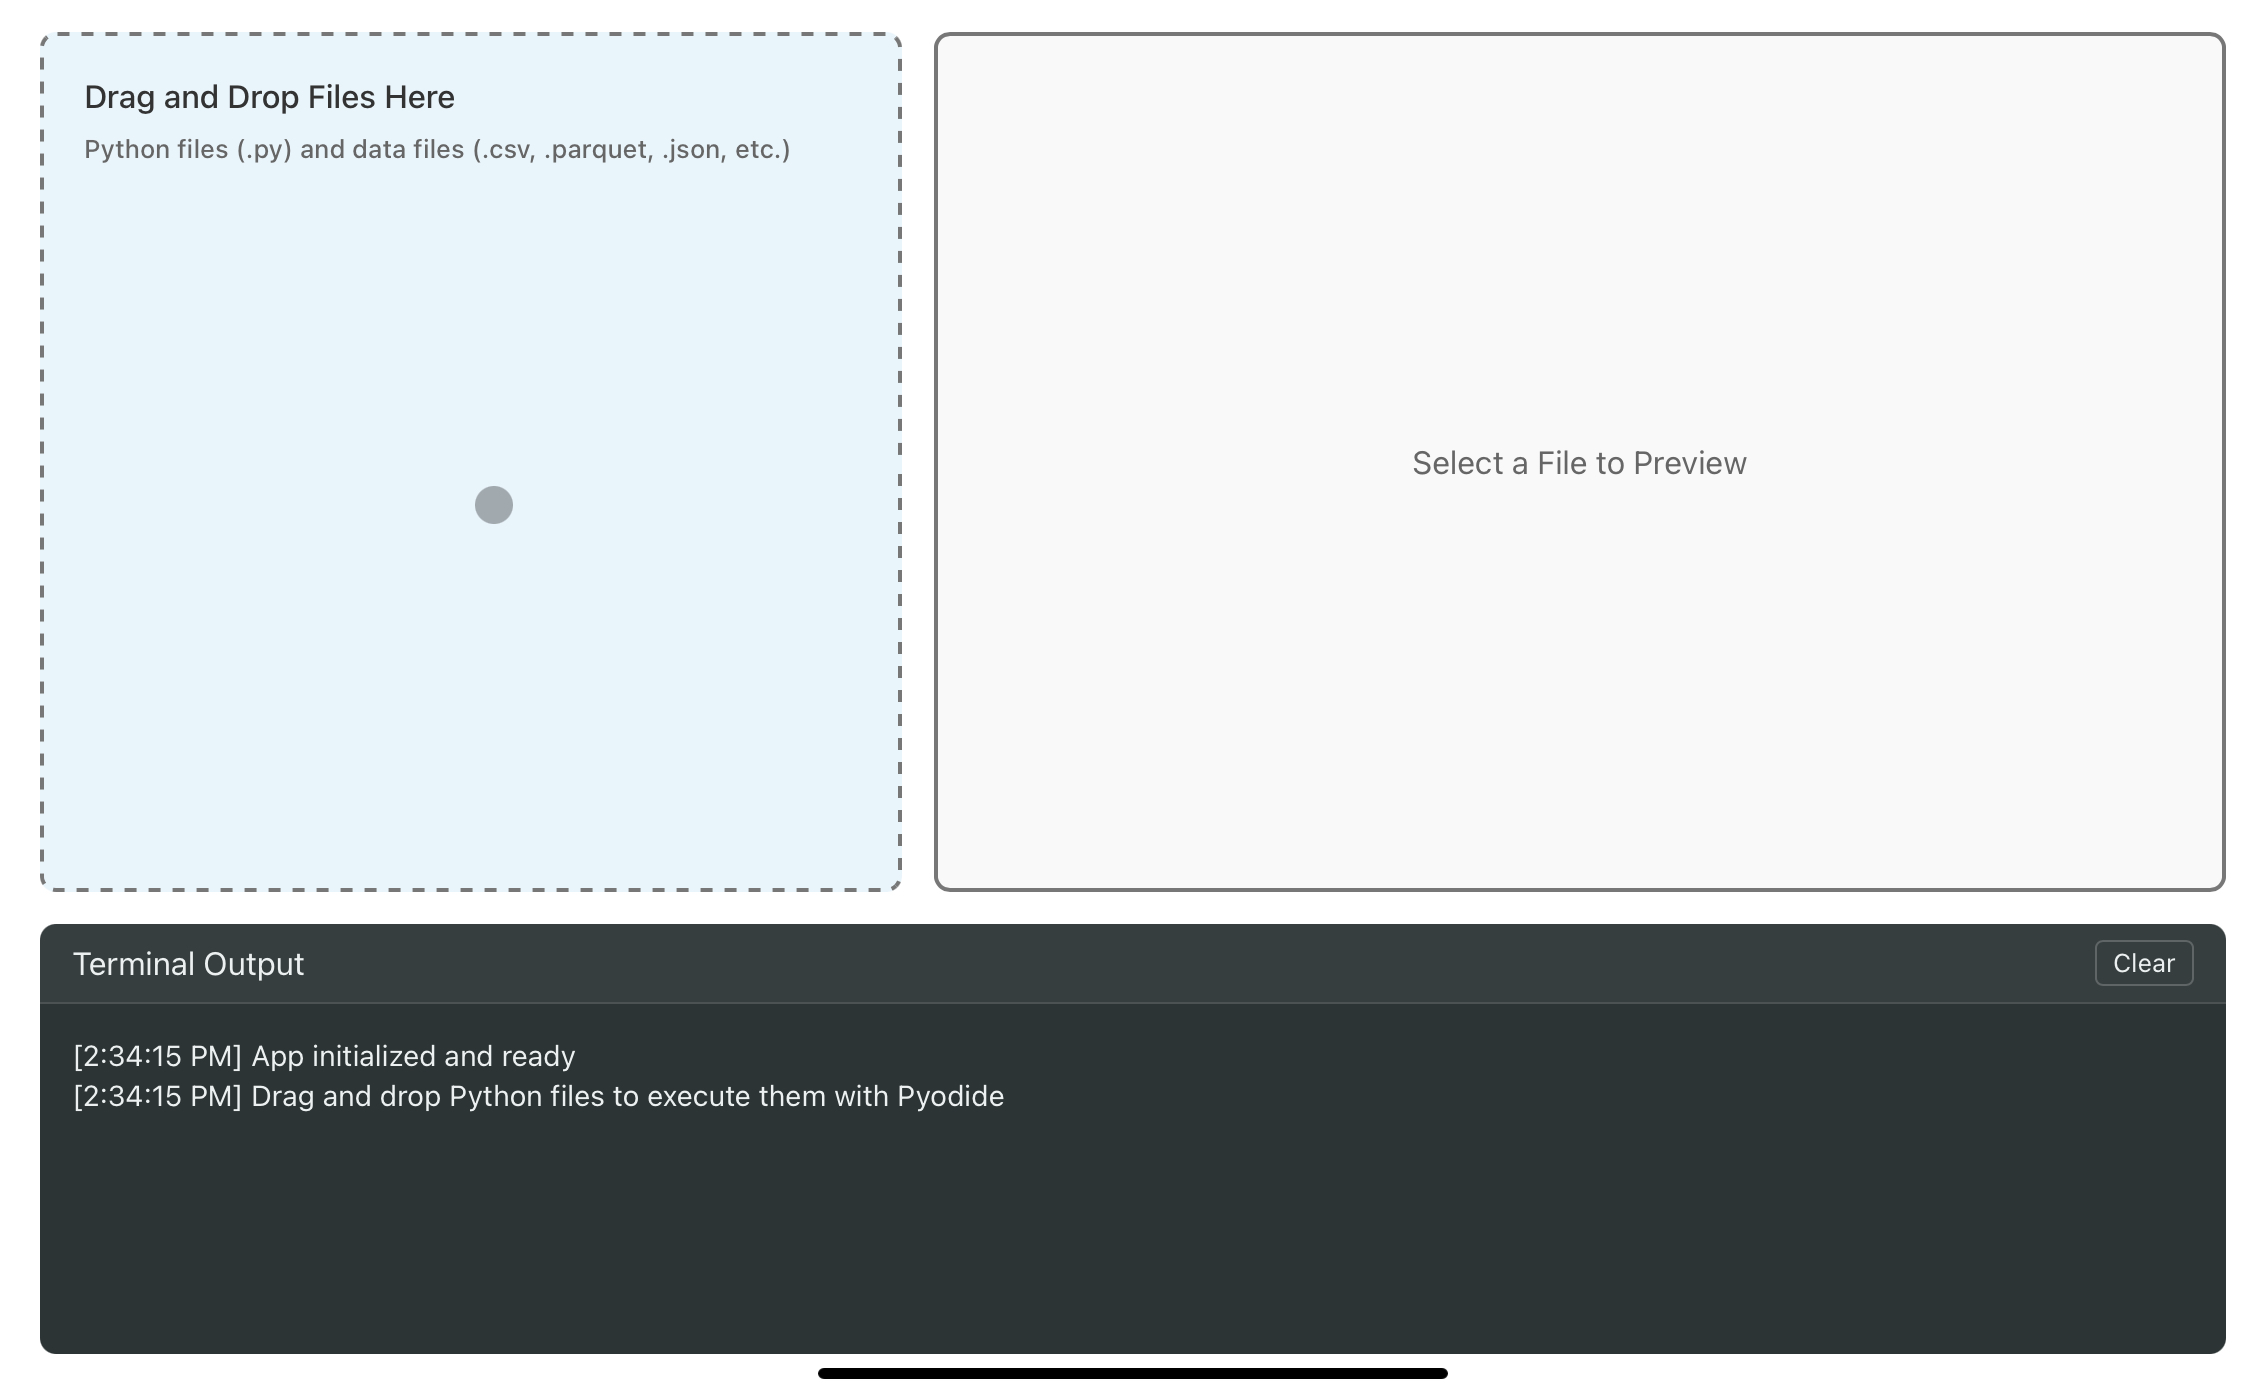 Drag and Drop Files Here
Python files (.py) and data files (.csv, .parquet, .json, etc.)
Select a File to Preview
Terminal Output
Clear
[2:34:15 PM] App initialized and ready
[2:34:15 PM] Drag and drop Python files to execute them with Pyodide